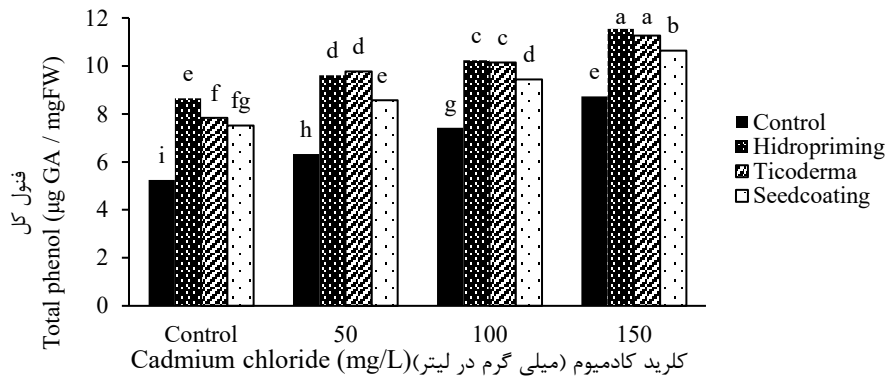 فنول کل
Total phenol (µg GA / mgFW)
12
10
8
6
4
2
0
i e f fg
h d d e
g c c d
e a a b
Control 50 100 150
Cadmium chloride (mg/L)کلرید کادمیوم (میلی گرم در لیتر)
Control
Hidropriming
Ticoderma
Seedcoating